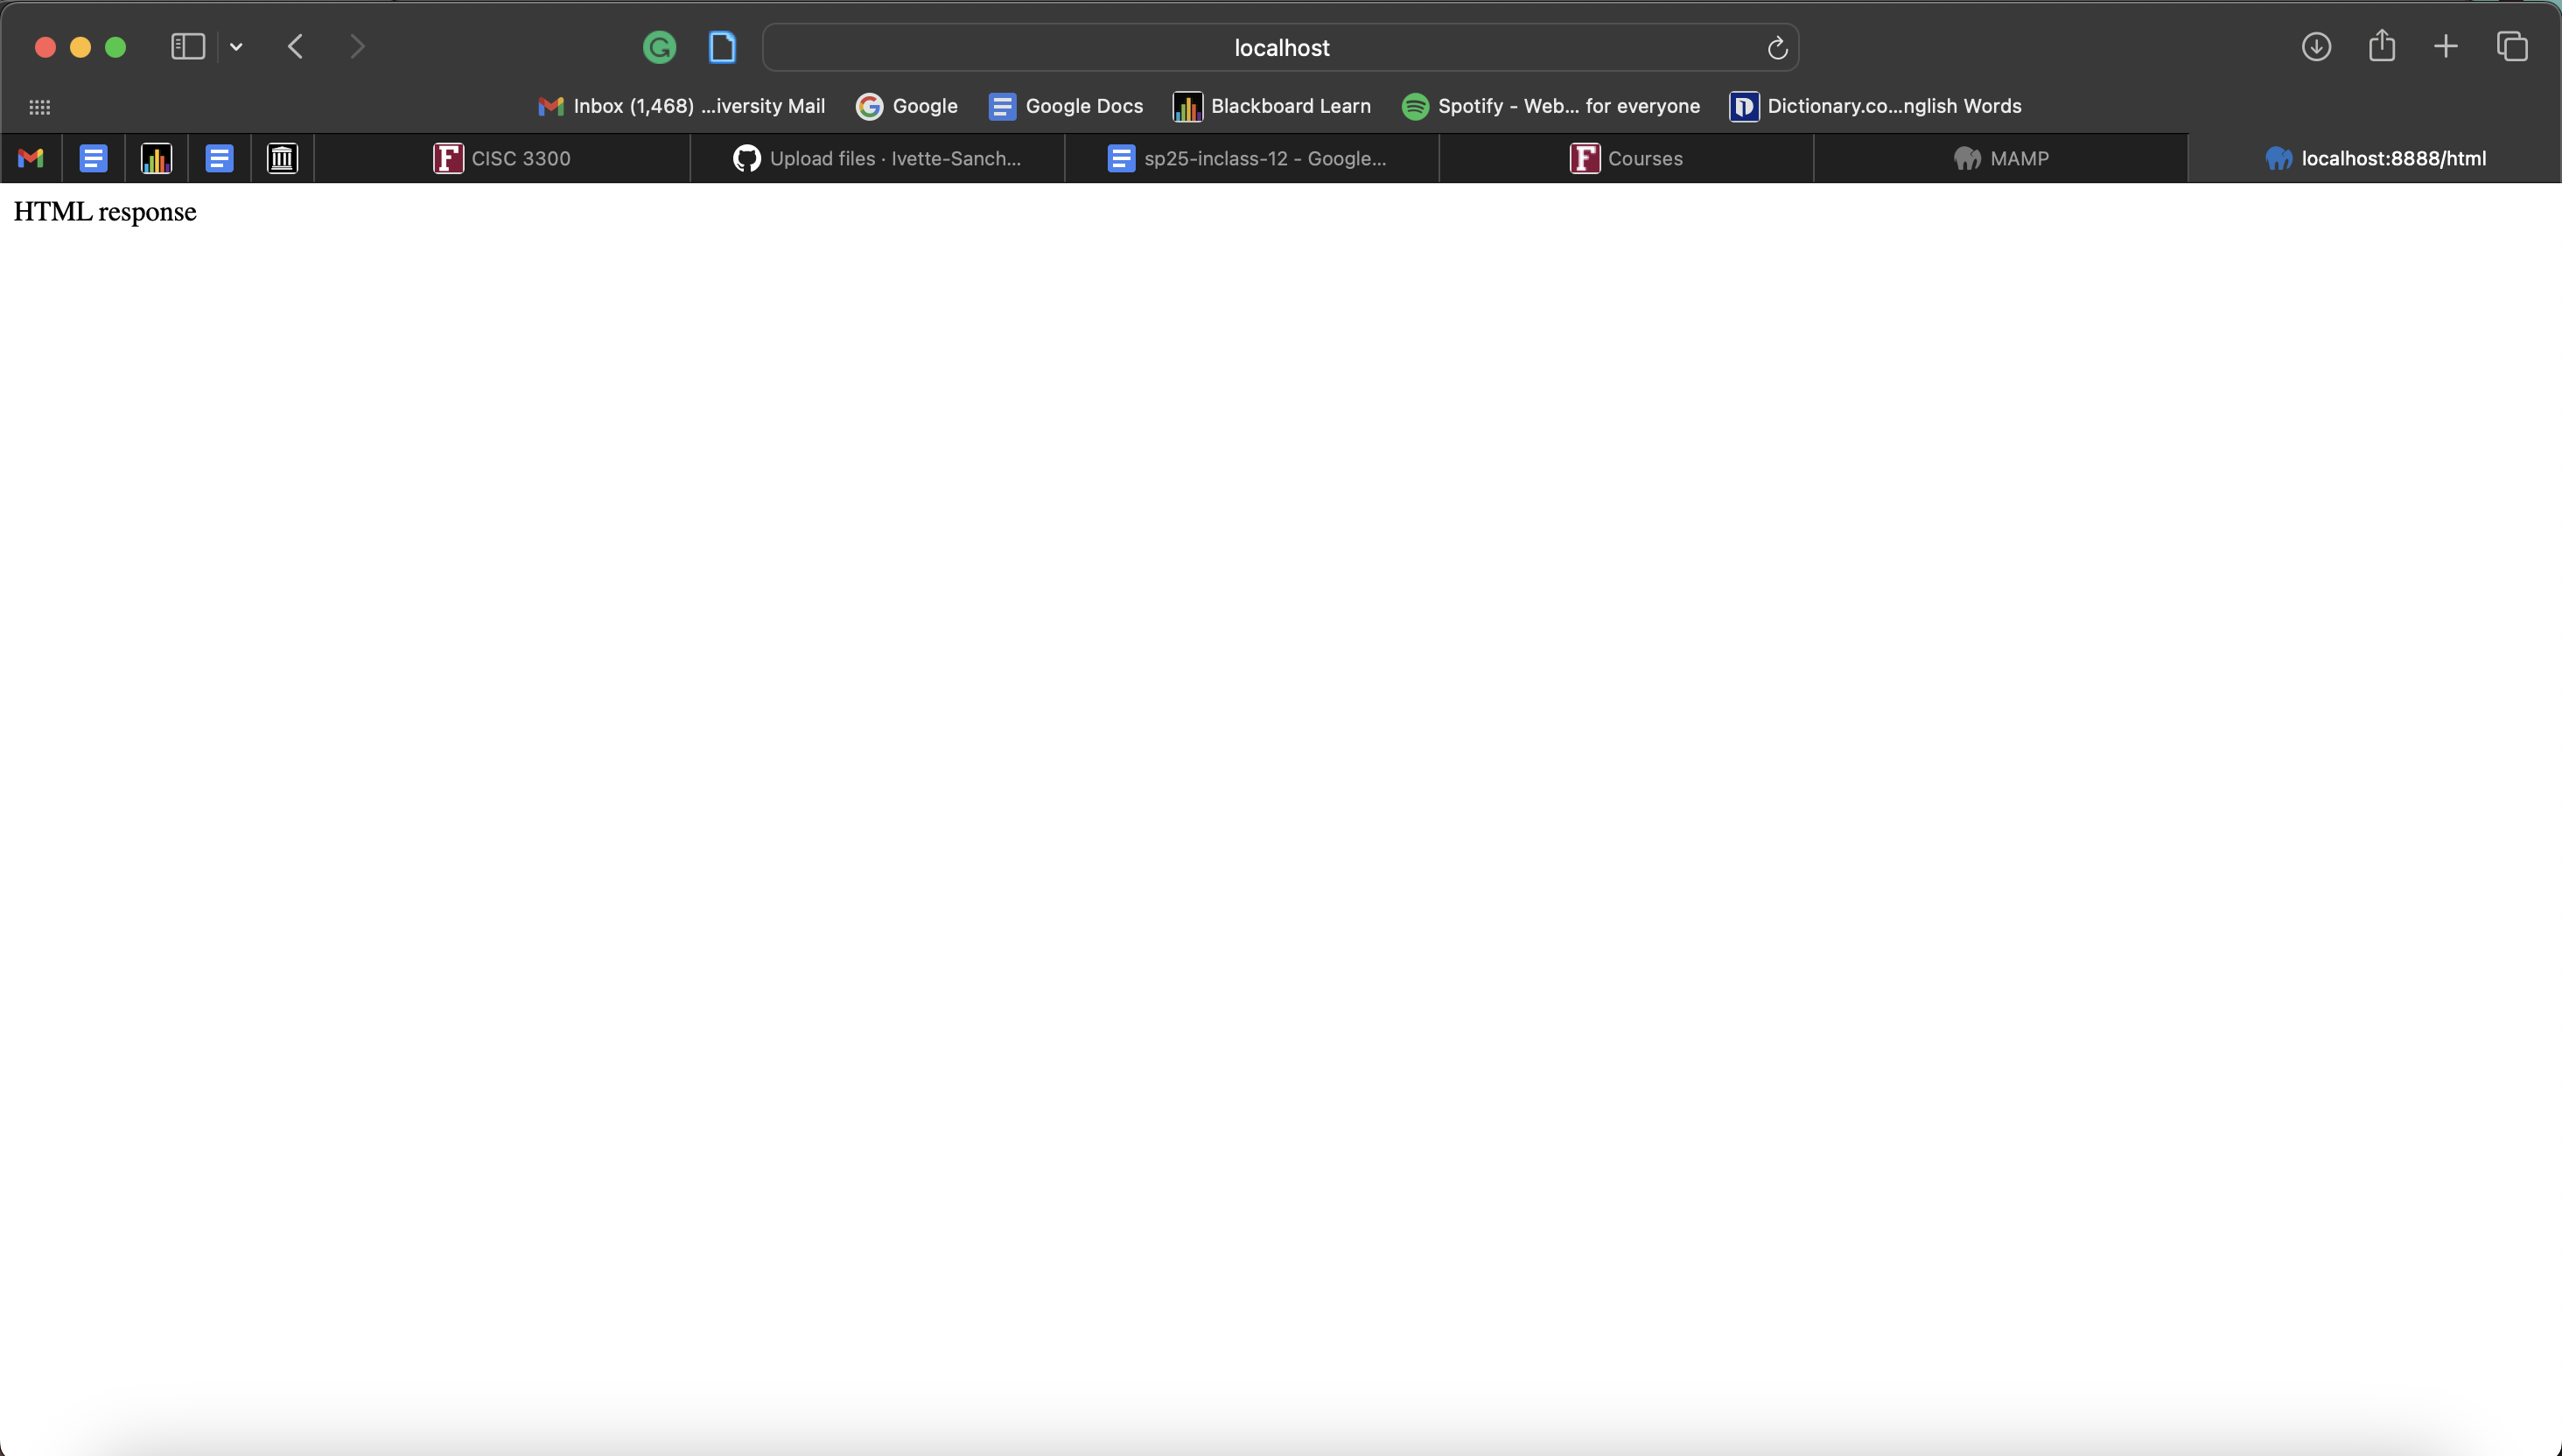 localhost
Inbox (1,468) ...iversity Mail
Google
Google Docs
Blackboard Learn
Spotify - Web... for everyone
Dictionary.co...nglish Words
CISC 3300
Upload files · Ivette-Sanch...
sp25-inclass-12 - Google...
Courses
MAMP
localhost:8888/html
HTML response